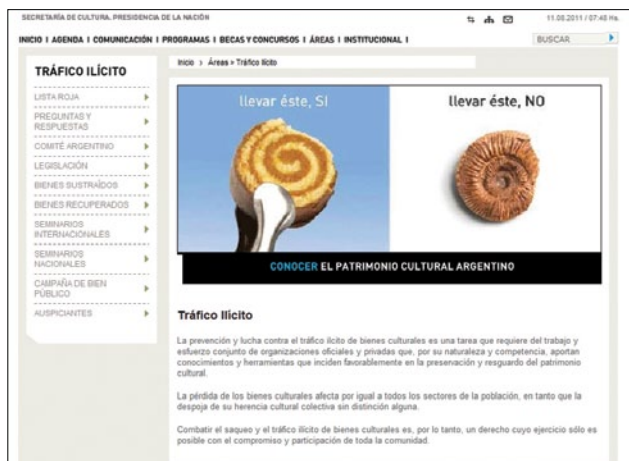 SECRETARÍA DE CULTURA. PRESIDENCIA DE LA NACIÓN
11.08.2011 / 07:48 Hs.
INICIO I AGENDA I COMUNICACIÓN I PROGRAMAS I BECAS Y CONCURSOS I ÁREAS I INSTITUCIONAL I
BUSCAR
TRÁFICO ILÍCITO
LISTA ROJA
PREGUNTAS Y
RESPUESTAS
COMITÉ ARGENTINO
LEGISLACIÓN
BIENES SUSTRAÍDOS
BIENES RECUPERADOS
SEMINARIOS
INTERNACIONALES
SEMINARIOS
NACIONALES
CAMPAÑA DE BIEN
PÚBLICO
AUSPICIANTES
Inicio > Áreas > Tráfico Ilícito
llevar éste, SI
llevar éste, NO
CONOCER EL PATRIMONIO CULTURAL ARGENTINO
Tráfico Ilícito
La prevención y lucha contra el tráfico ilcito de bienes culturales es una tarea que requiere del trabajo y
esfuerzo conjunto de organizaciones oficiales y privadas que, por su naturaleza y competencia, aportan
conocimientos y herramientas que inciden favorablemente en la preservación y resguardo del patrimonio
cultural.
La pérdida de los bienes culturales afecta por igual a todos los sectores de la población, en tanto que la
despoja de su herencia cultural colectiva sin distinción alguna.
Combatir el saqueo y el tráfico ilícito de bienes culturales es, por lo tanto, un derecho cuyo ejercicio sólo es
posible con el compromiso y participación de toda la comunidad.